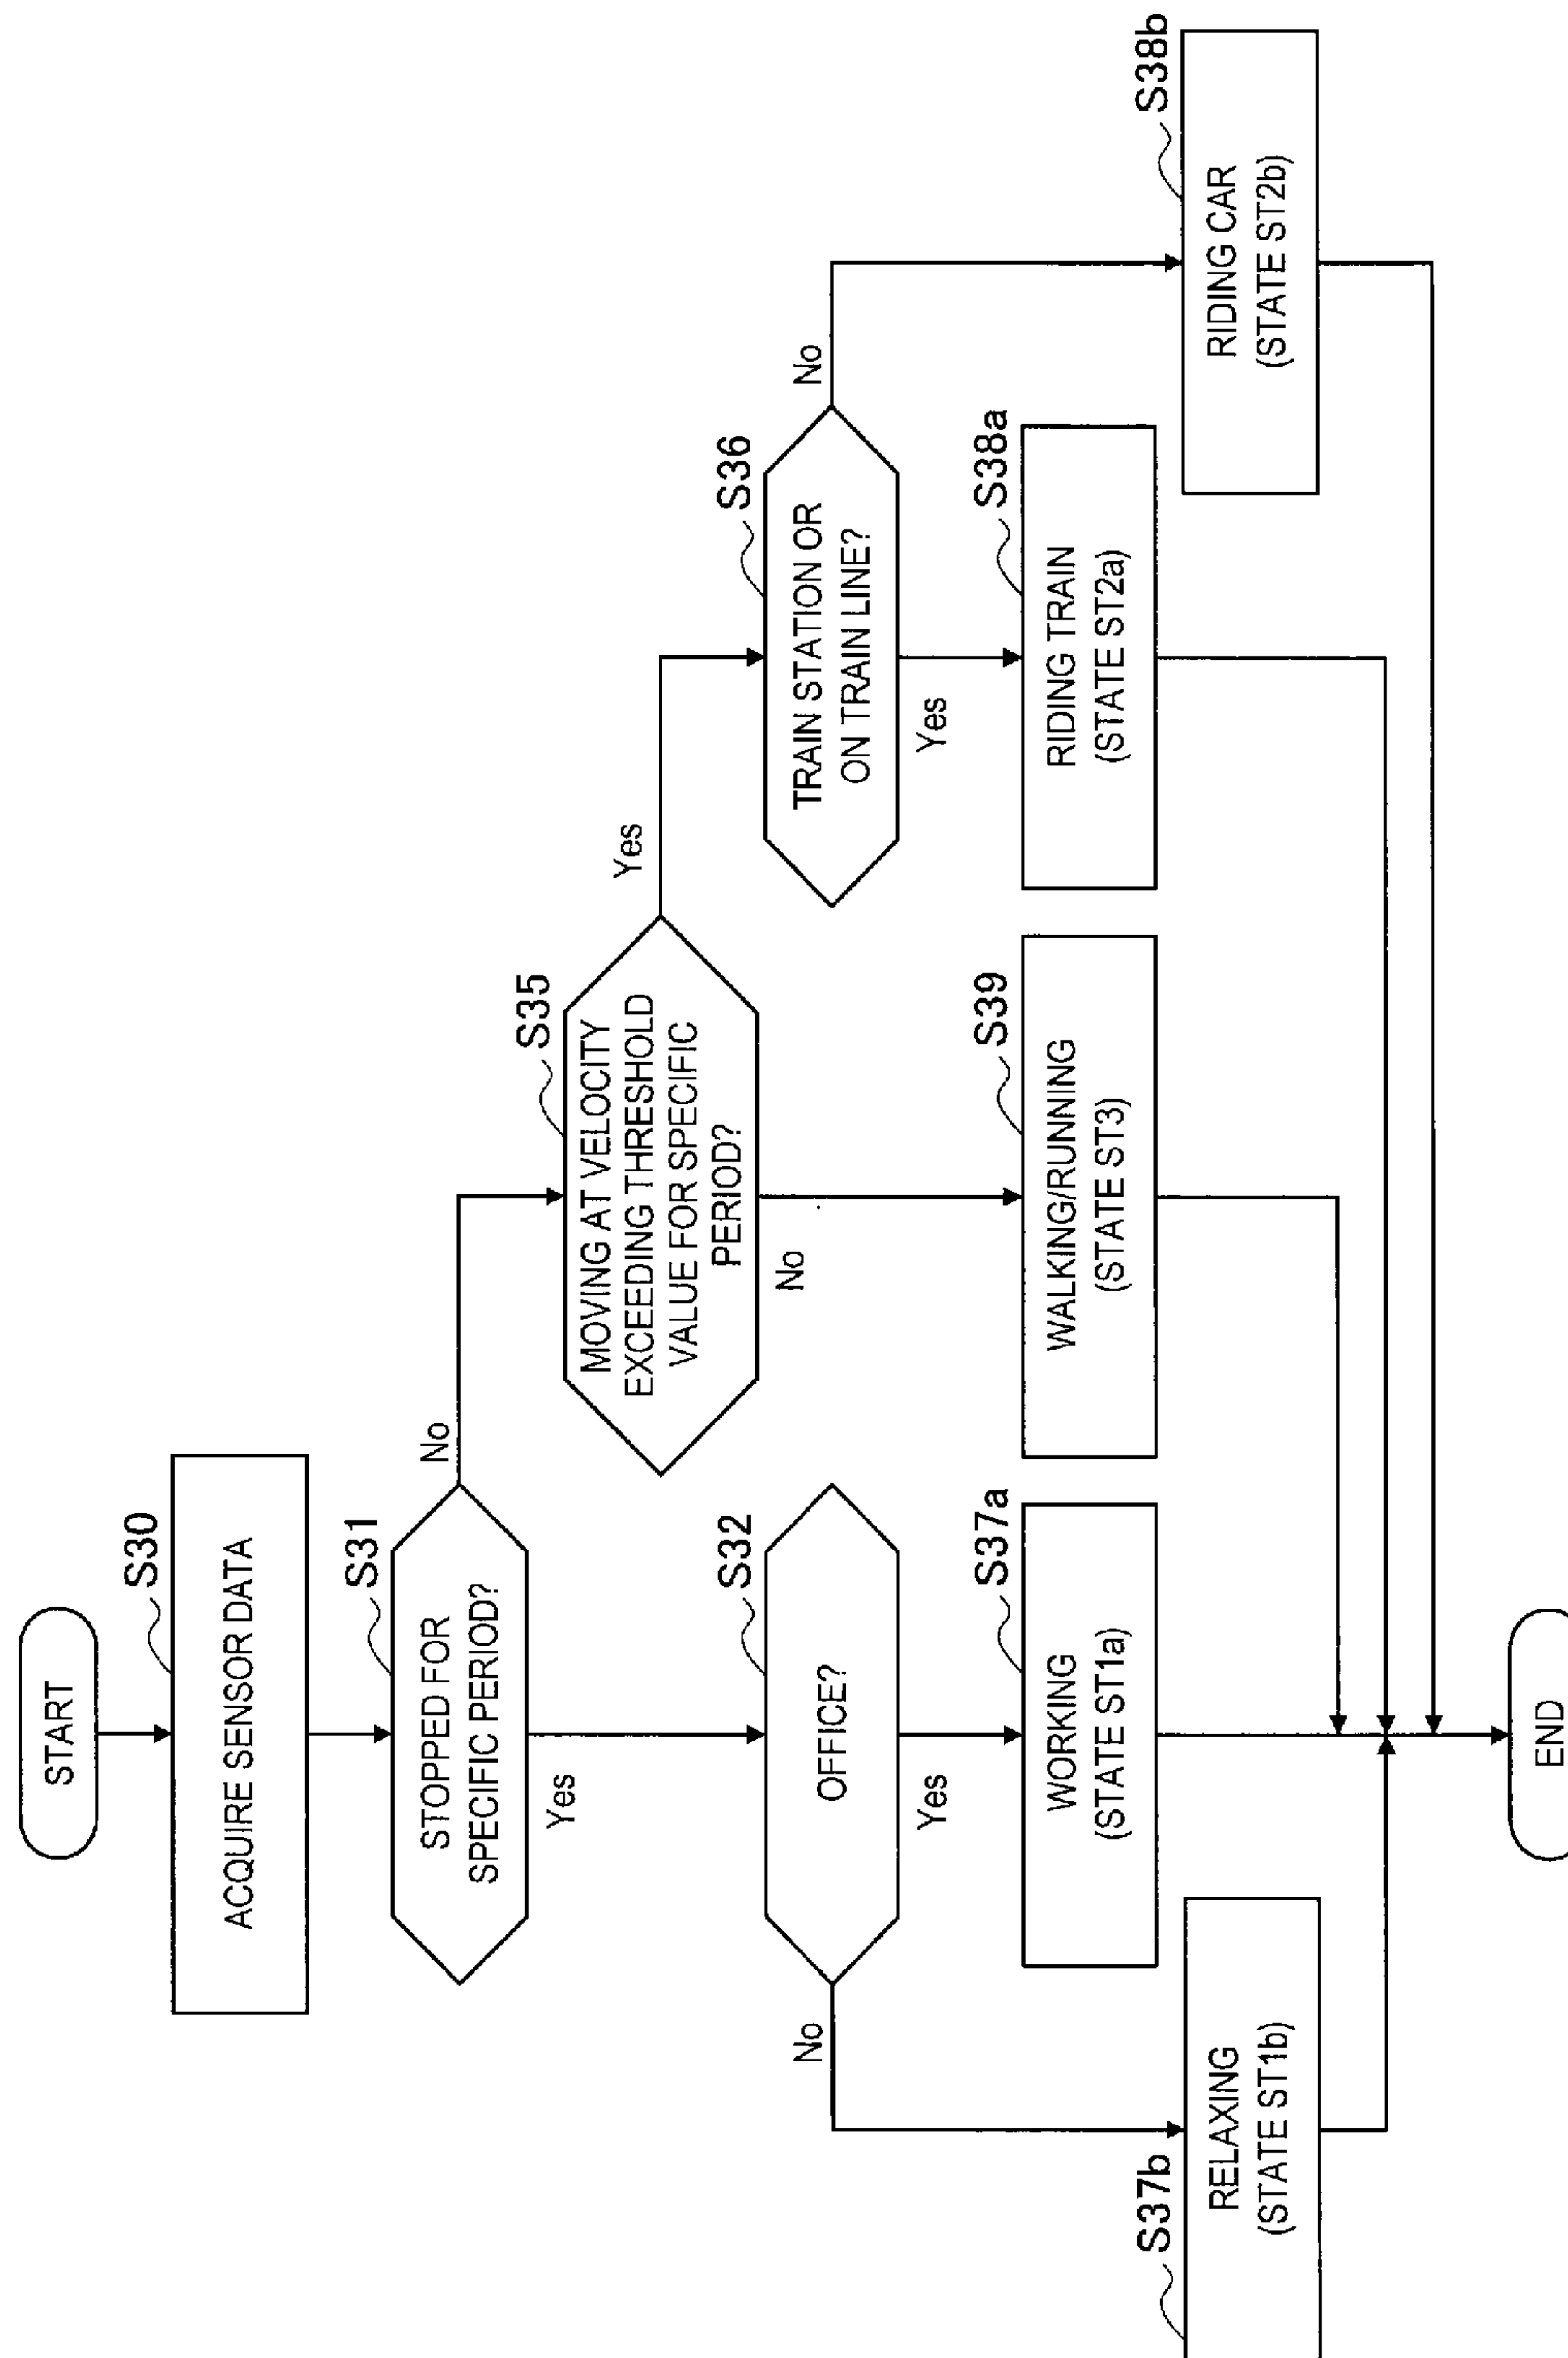 START
S30
ACQUIRE SENSOR DATA
S31
STOPPED FOR
SPECIFIC PERIOD?
No
Yes
S35
MOVING AT VELOCITY
EXCEEDING THRESHOLD
VALUE FOR SPECIFIC
PERIOD?
Yes
No
S32
OFFICE?
No
Yes
S36
TRAIN STATION OR
ON TRAIN LINE?
No
Yes
S37a
WORKING
(STATE ST1a)
S39
WALKING/RUNNING
(STATE ST3)
S38a
RIDING TRAIN
(STATE ST2a)
S37b
RELAXING
(STATE ST1b)
S38b
RIDING CAR
(STATE ST2b)
END